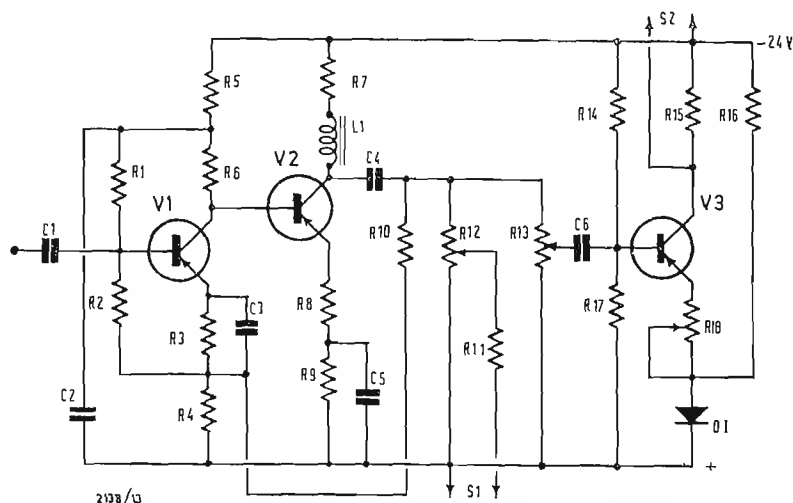 S2
-24V
R5
R7
R14
R15
R16
L1
R1
R6
V2
C4
V1
V3
C1
R10
R12
R13
C6
R2
R8
R17
R18
R3
C3
R11
R9
C5
C2
R4
D1
+
S1
2138/13